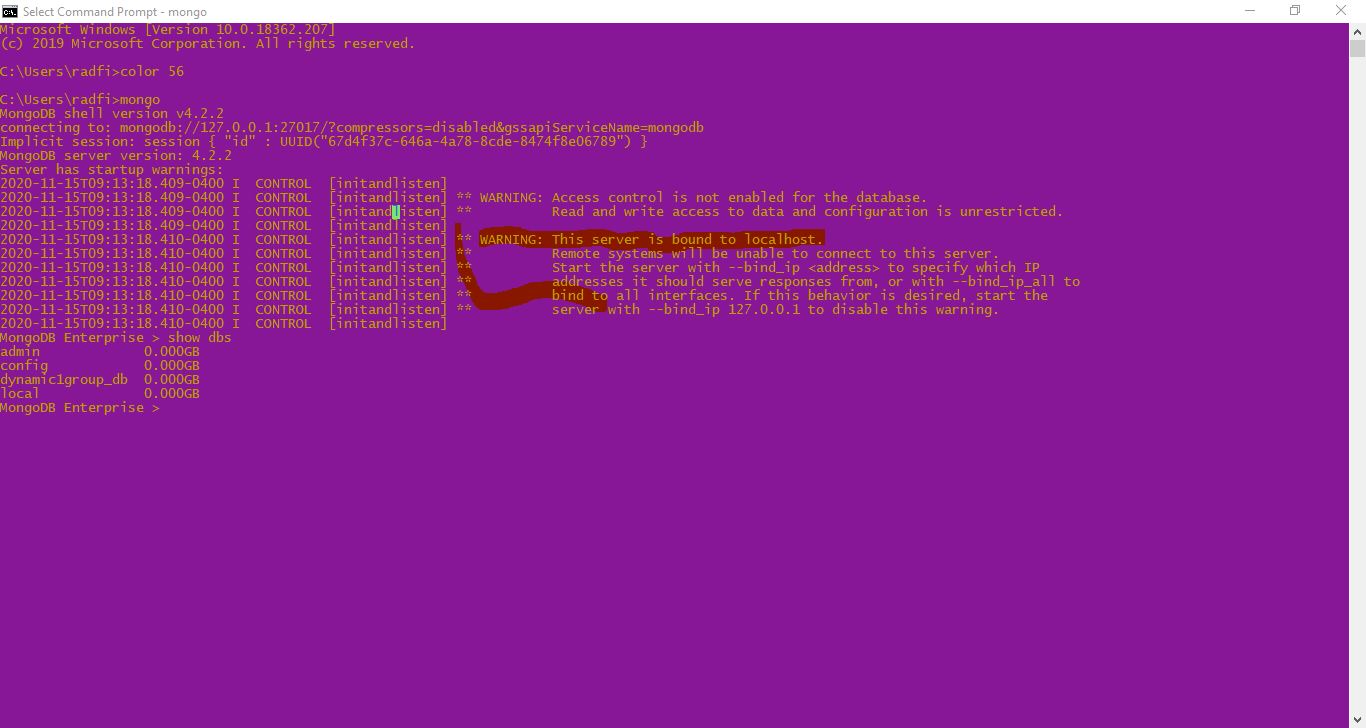 Select Command Prompt - mongo
Microsoft Windows [Version 10.0.18362.207]
(c) 2019 Microsoft Corporation. All rights reserved.
C:\Users\radfi>color 56
C:\Users\radfi>mongo
MongoDB shell version v4.2.2
connecting to: mongodb://127.0.0.1:27017/?compressors=disabled&gssapiServiceName=mongodb
Implicit session: session { "id" : UUID("67d4f37c-646a-4a78-8cde-8474f8e06789") }
MongoDB server version: 4.2.2
Server has startup warnings:
2020-11-15T09:13:18.409-0400 I  CONTROL  [initandlisten]
2020-11-15T09:13:18.409-0400 I  CONTROL  [initandlisten] ** WARNING: Access control is not enabled for the database.
2020-11-15T09:13:18.409-0400 I  CONTROL  [initandlisten] **          Read and write access to data and configuration is unrestricted.
2020-11-15T09:13:18.409-0400 I  CONTROL  [initandlisten]
2020-11-15T09:13:18.410-0400 I  CONTROL  [initandlisten] ** WARNING: This server is bound to localhost.
2020-11-15T09:13:18.410-0400 I  CONTROL  [initandlisten] **          Remote systems will be unable to connect to this server.
2020-11-15T09:13:18.410-0400 I  CONTROL  [initandlisten] **          Start the server with --bind_ip <address> to specify which IP
2020-11-15T09:13:18.410-0400 I  CONTROL  [initandlisten] **          addresses it should serve responses from, or with --bind_ip_all to
2020-11-15T09:13:18.410-0400 I  CONTROL  [initandlisten] **          bind to all interfaces. If this behavior is desired, start the
2020-11-15T09:13:18.410-0400 I  CONTROL  [initandlisten] **          server with --bind_ip 127.0.0.1 to disable this warning.
2020-11-15T09:13:18.410-0400 I  CONTROL  [initandlisten]
MongoDB Enterprise > show dbs
admin             0.000GB
config            0.000GB
dynamic1group_db  0.000GB
local             0.000GB
MongoDB Enterprise >